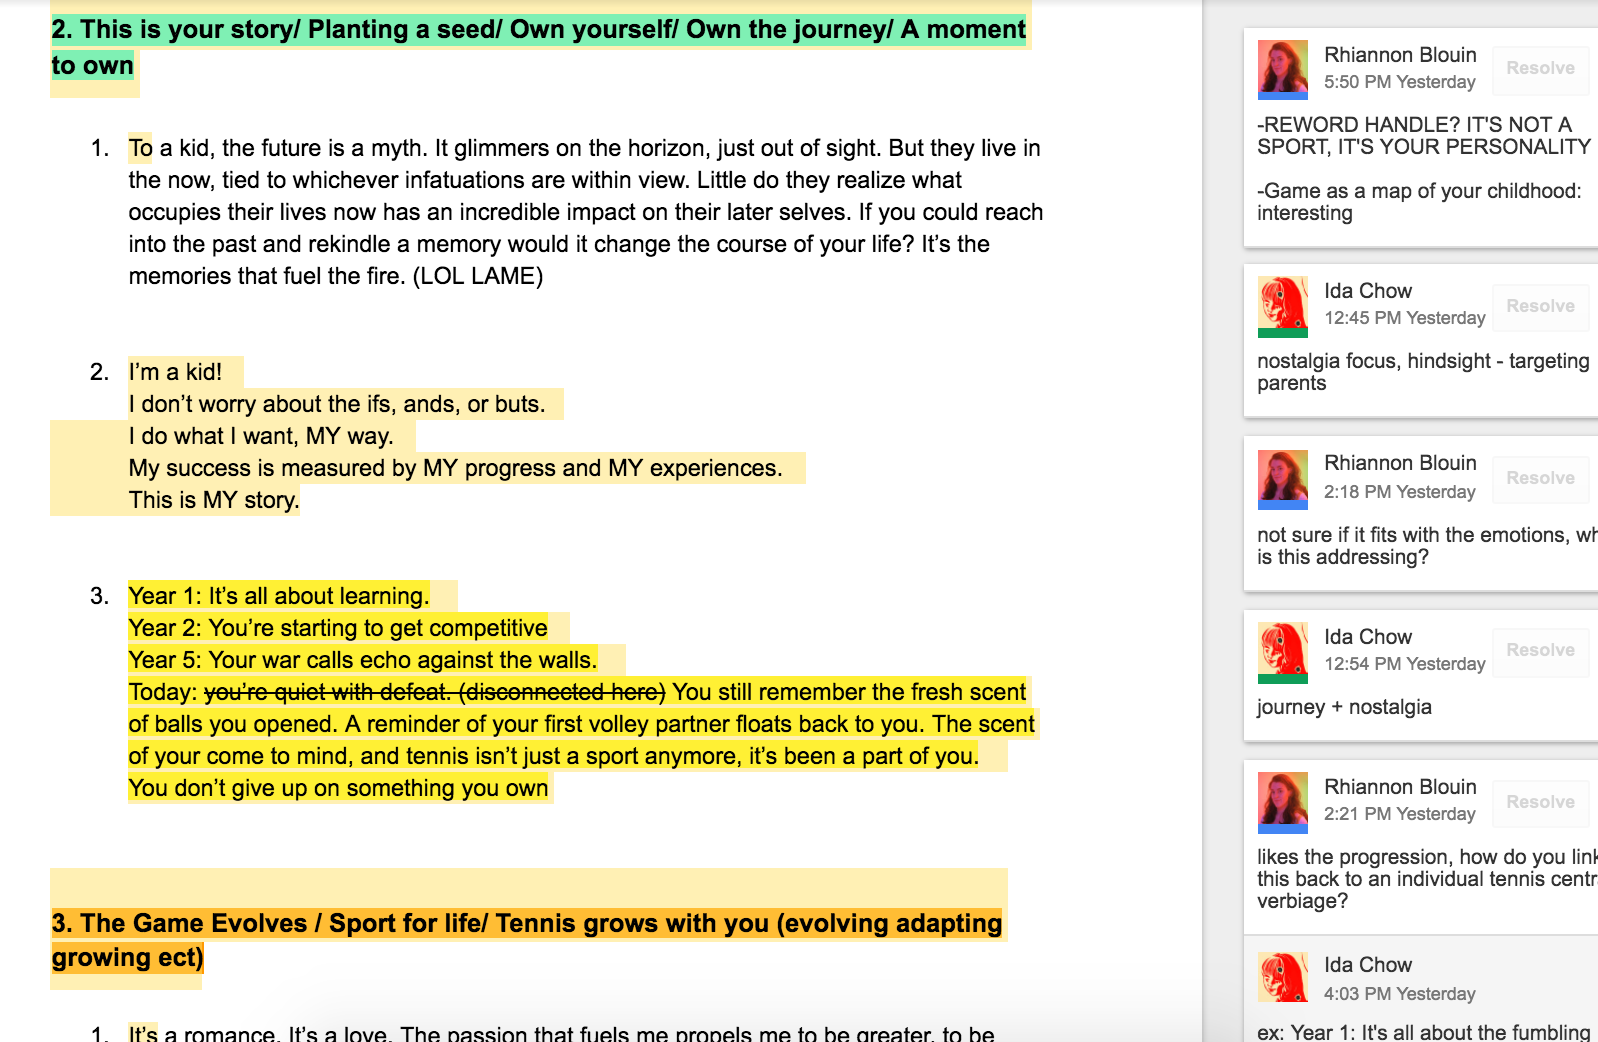 2. This is your story/ Planting a seed/ Own yourself/ Own the journey/ A moment
to own
1. To a kid, the future is a myth. It glimmers on the horizon, just out of sight. But they live in
the now, tied to whichever infatuations are within view. Little do they realize what
occupies their lives now has an incredible impact on their later selves. If you could reach
into the past and rekindle a memory would it change the course of your life? It’s the
memories that fuel the fire. (LOL LAME)
2. I’m a kid!
I don’t worry about the ifs, ands, or buts.
I do what I want, MY way.
My success is measured by MY progress and MY experiences.
This is MY story.
3. Year 1: It’s all about learning.
Year 2: You’re starting to get competitive
Year 5: Your war calls echo against the walls.
Today: you’re quiet with defeat. (disconnected here) You still remember the fresh scent
of balls you opened. A reminder of your first volley partner floats back to you. The scent
of your come to mind, and tennis isn’t just a sport anymore, it’s been a part of you.
You don’t give up on something you own
3. The Game Evolves / Sport for life/ Tennis grows with you (evolving adapting
growing ect)
1. It’s a romance. It’s a love. The passion that fuels me propels me to be greater, to be
Rhiannon Blouin
Resolve
5:50 PM Yesterday
-REWORD HANDLE? IT'S NOT A
SPORT, IT'S YOUR PERSONALITY
-Game as a map of your childhood:
interesting
Ida Chow
Resolve
12:45 PM Yesterday
nostalgia focus, hindsight - targeting
parents
Rhiannon Blouin
Resolve
2:18 PM Yesterday
not sure if it fits with the emotions,
is this addressing?
Ida Chow
Resolve
12:54 PM Yesterday
journey + nostalgia
Rhiannon Blouin
Resolve
2:21 PM Yesterday
likes the progression, how do you link
this back to an individual tennis centr
verbiage?
Ida Chow
4:03 PM Yesterday
ex: Year 1: It's all about the fumbling